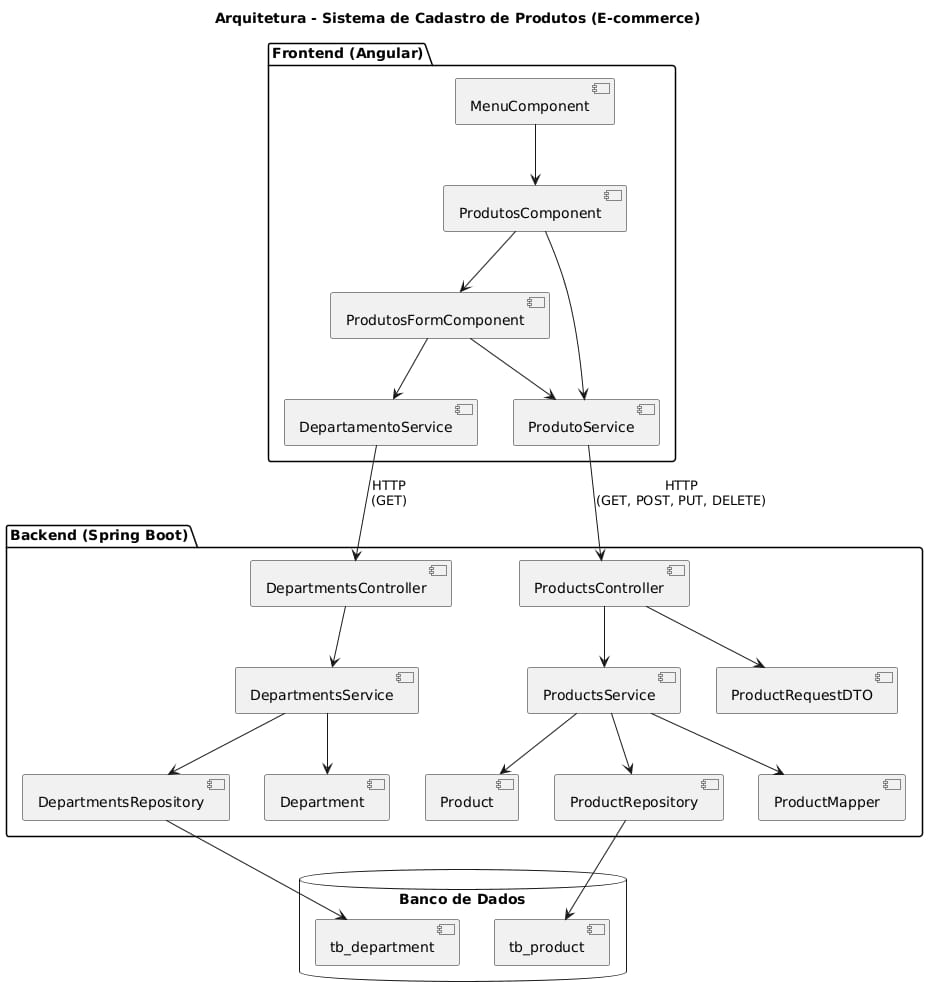 Arquitetura - Sistema de Cadastro de Produtos (E-commerce)
Frontend (Angular)
MenuComponent
ProdutosComponent
ProdutosFormComponent
DepartamentoService
ProdutoService
HTTP
(GET)
HTTP
(GET, POST, PUT, DELETE)
Backend (Spring Boot)
DepartmentsController
ProductsController
DepartmentsService
ProductsService
ProductRequestDTO
DepartmentsRepository
Department
Product
ProductRepository
ProductMapper
Banco de Dados
tb_department
tb_product